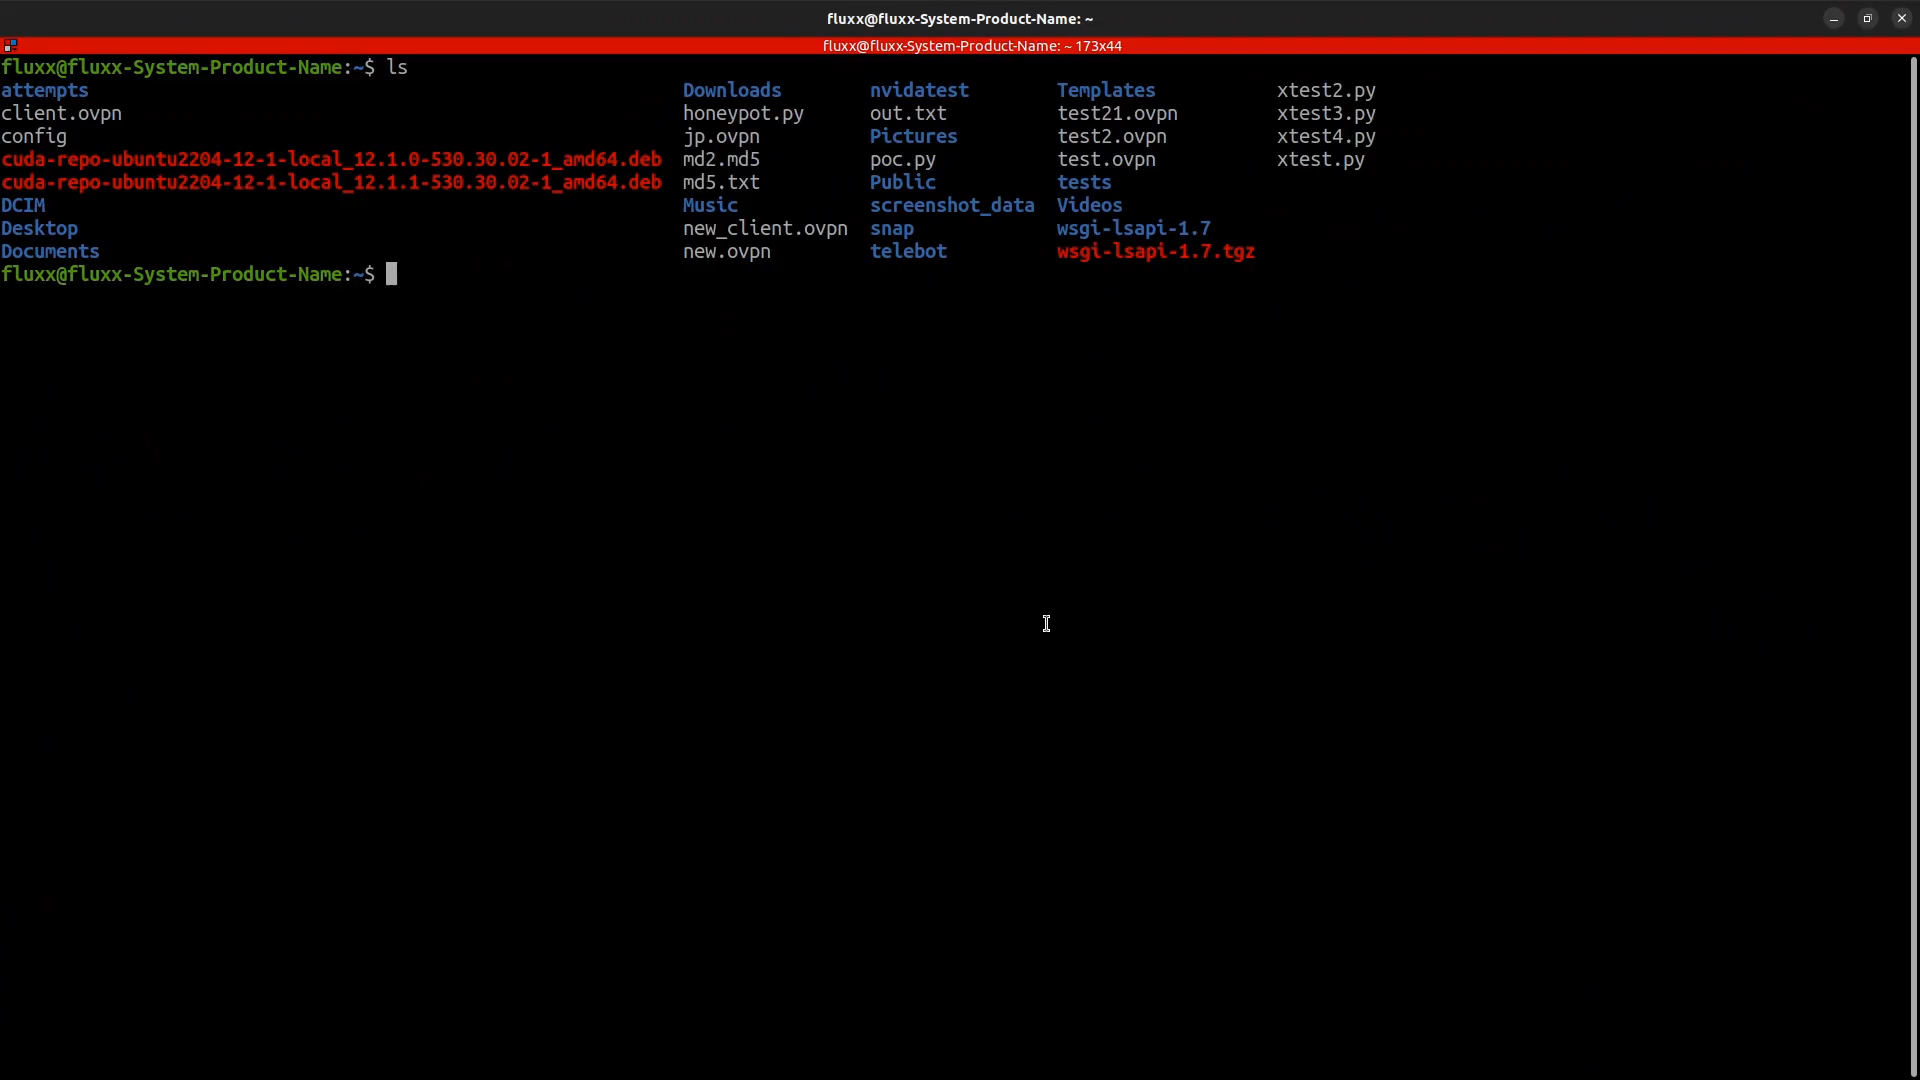 fluxx@fluxx-System-Product-Name: ~
fluxx@fluxx-System-Product-Name: ~ 173x44
fluxx@fluxx-System-Product-Name:~$ ls
attempts Downloads nvidatest Templates xtest2.py
client.ovpn honeypot.py out.txt test21.ovpn xtest3.py
config jp.ovpn Pictures test2.ovpn xtest4.py
cuda-repo-ubuntu2204-12-1-local_12.1.0-530.30.02-1_amd64.deb md2.md5 poc.py test.ovpn xtest.py
cuda-repo-ubuntu2204-12-1-local_12.1.1-530.30.02-1_amd64.deb md5.txt Public tests
DCIM Music screenshot_data Videos
Desktop new_client.ovpn snap wsgi-lsapi-1.7
Documents new.ovpn telebot wsgi-lsapi-1.7.tgz
fluxx@fluxx-System-Product-Name:~$